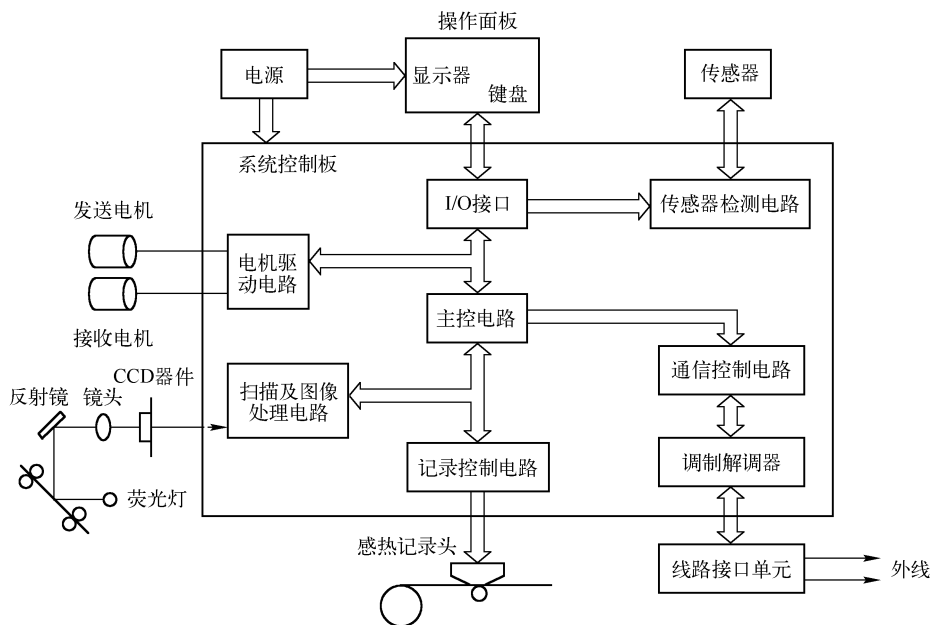 操作面板
电源
显示器
键盘
传感器
系统控制板
I/O接口
传感器检测电路
发送电机
电机驱
动电路
接收电机
主控电路
通信控制电路
CCD器件
反射镜
镜头
扫描及图像
处理电路
记录控制电路
调制解调器
荧光灯
感热记录头
线路接口单元
外线